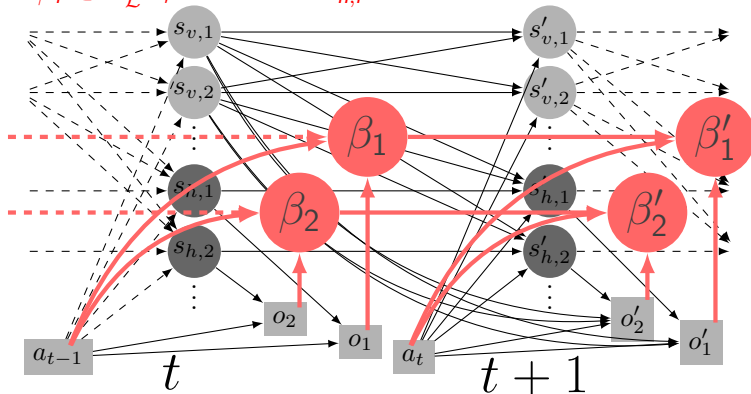 s_{v,1} s'_{v,1}
s_{v,2} s'_{v,2}
β_1 β'_1
s_{h,1} s'_{h,1}
β_2 β'_2
s_{h,2} s'_{h,2}
o_2 o'_2
o_1 o'_1
a_{t−1} a_t
t t + 1